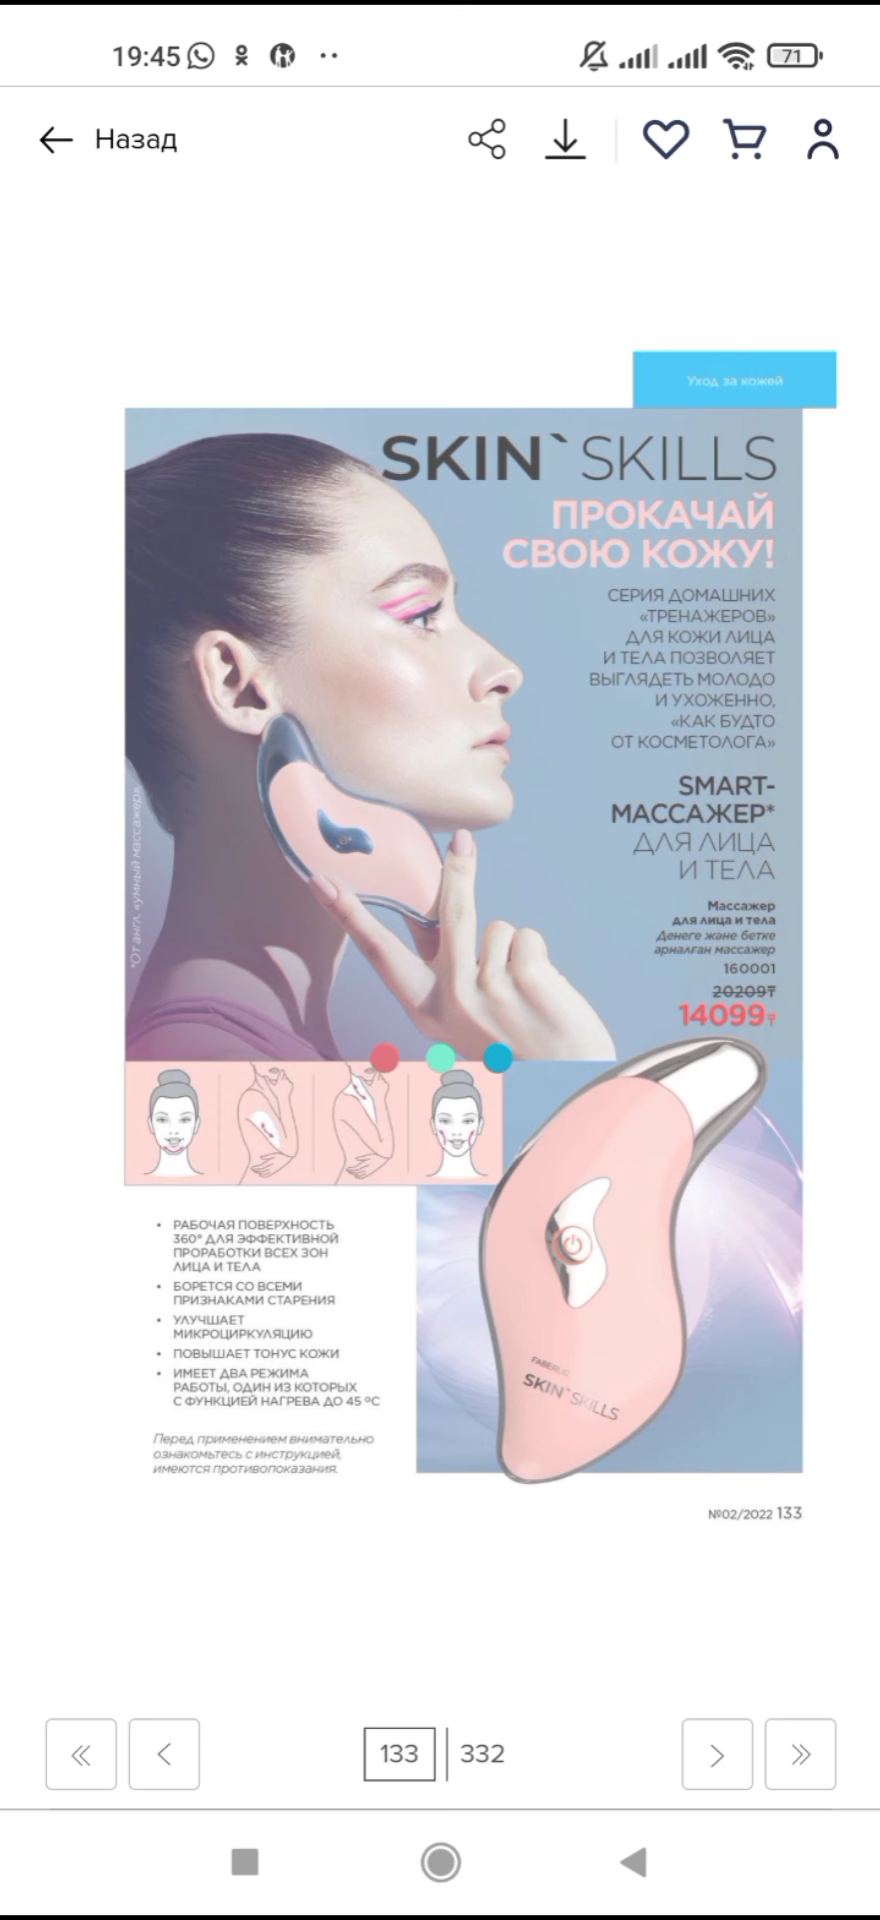 19:45
71
Назад
Уход за кожей
SKIN`SKILLS
ПРОКАЧАЙ
СВОЮ КОЖУ!
СЕРИЯ ДОМАШНИХ
«ТРЕНАЖЕРОВ»
ДЛЯ КОЖИ ЛИЦА
И ТЕЛА ПОЗВОЛЯЕТ
ВЫГЛЯДЕТЬ МОЛОДО
И УХОЖЕННО,
«КАК БУДТО
ОТ КОСМЕТОЛОГА»
SMART-
МАССАЖЕР*
ДЛЯ ЛИЦА
И ТЕЛА
Массажер
для лица и тела
Денеге және бетке
арналған массажер
160001
20209₸
14099₸
*От англ. «умный массажер».
• РАБОЧАЯ ПОВЕРХНОСТЬ
360° ДЛЯ ЭФФЕКТИВНОЙ
ПРОРАБОТКИ ВСЕХ ЗОН
ЛИЦА И ТЕЛА
• БОРЕТСЯ СО ВСЕМИ
ПРИЗНАКАМИ СТАРЕНИЯ
• УЛУЧШАЕТ
МИКРОЦИРКУЛЯЦИЮ
• ПОВЫШАЕТ ТОНУС КОЖИ
• ИМЕЕТ ДВА РЕЖИМА
РАБОТЫ, ОДИН ИЗ КОТОРЫХ
С ФУНКЦИЕЙ НАГРЕВА ДО 45 °С
Перед применением внимательно
ознакомьтесь с инструкцией,
имеются противопоказания.
FABERLIC
SKIN`SKILLS
№02/2022 133
133 332